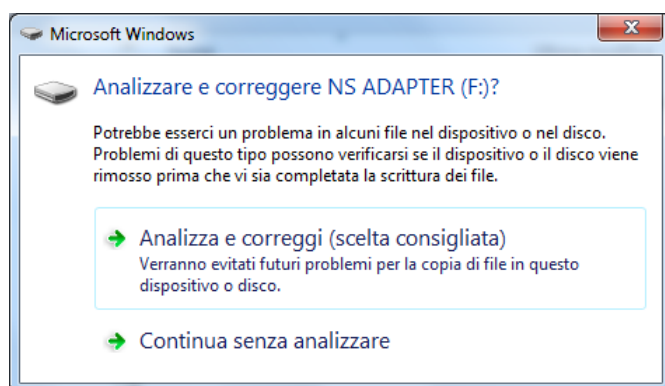 Microsoft Windows
Analizzare e correggere NS ADAPTER (F:)?
Potrebbe esserci un problema in alcuni file nel dispositivo o nel disco.
Problemi di questo tipo possono verificarsi se il dispositivo o il disco viene
rimosso prima che vi sia completata la scrittura dei file.
Analizza e correggi (scelta consigliata)
Verranno evitati futuri problemi per la copia di file in questo
dispositivo o disco.
Continua senza analizzare